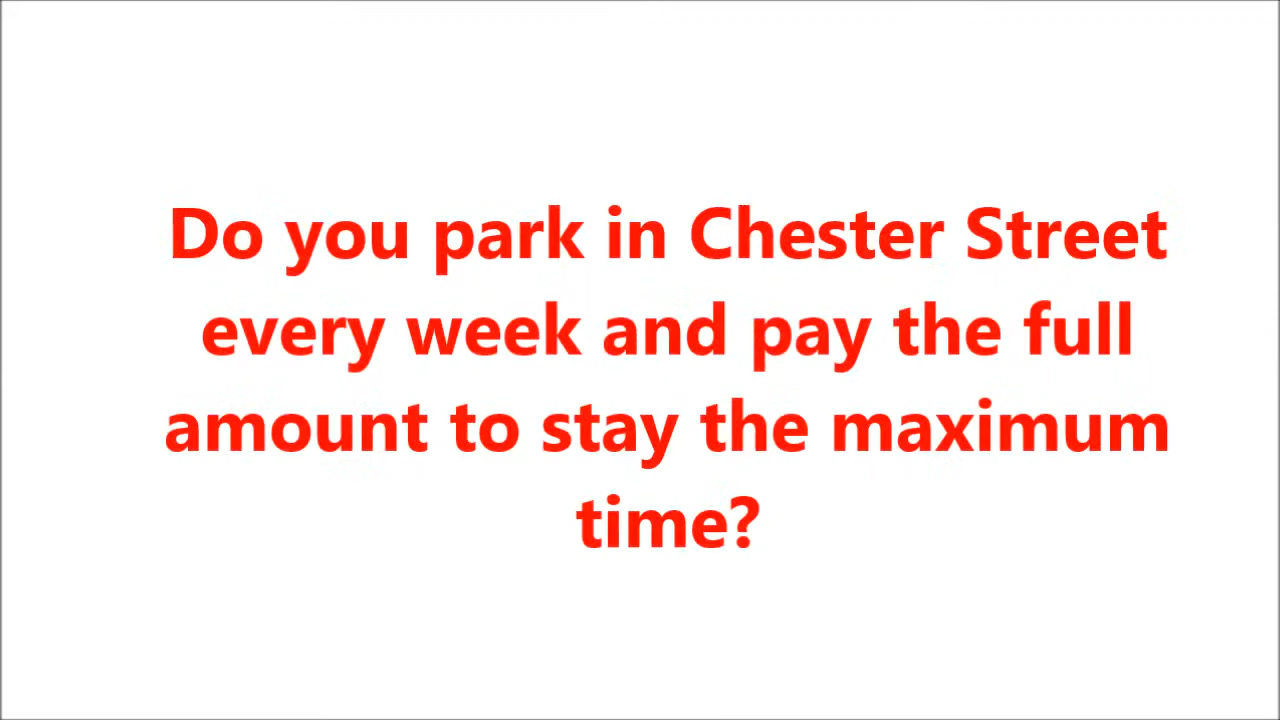 Do you park in Chester Street
every week and pay the full
amount to stay the maximum
time?